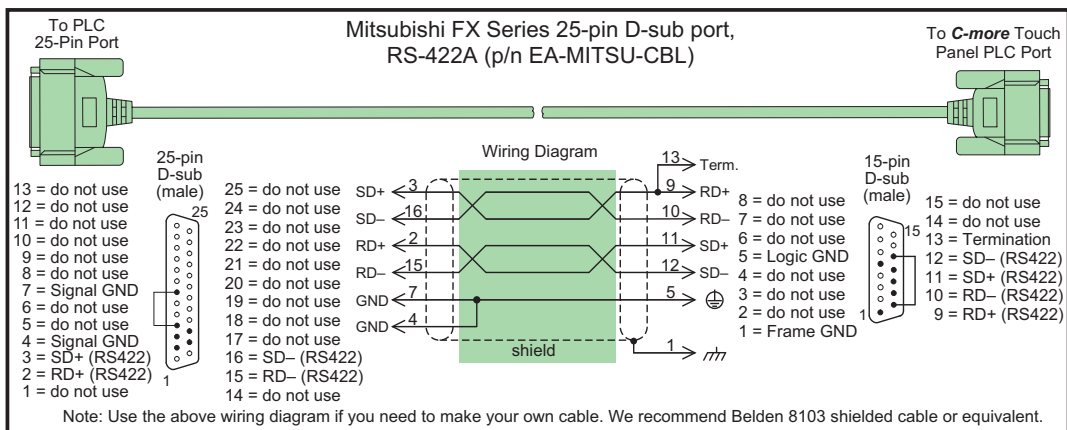 To PLC
25-Pin Port
Mitsubishi FX Series 25-pin D-sub port,
RS-422A (p/n EA-MITSU-CBL)
To C-more Touch
Panel PLC Port
25-pin
D-sub
(male)
13 = do not use
12 = do not use
11 = do not use
10 = do not use
9 = do not use
8 = do not use
7 = Signal GND
6 = do not use
5 = do not use
4 = Signal GND
3 = SD+ (RS422)
2 = RD+ (RS422)
1 = do not use
25
1
25 = do not use
24 = do not use
23 = do not use
22 = do not use
21 = do not use
20 = do not use
19 = do not use
18 = do not use
17 = do not use
16 = SD– (RS422)
15 = RD– (RS422)
14 = do not use
Wiring Diagram
SD+ 3
SD– 16
RD+ 2
RD– 15
GND 7
GND 4
shield
13 Term.
9 RD+
10 RD–
11 SD+
12 SD–
5
1
8 = do not use
7 = do not use
6 = do not use
5 = Logic GND
4 = do not use
3 = do not use
2 = do not use
1 = Frame GND
15-pin
D-sub
(male)
15
1
15 = do not use
14 = do not use
13 = Termination
12 = SD– (RS422)
11 = SD+ (RS422)
10 = RD– (RS422)
9 = RD+ (RS422)
Note: Use the above wiring diagram if you need to make your own cable. We recommend Belden 8103 shielded cable or equivalent.